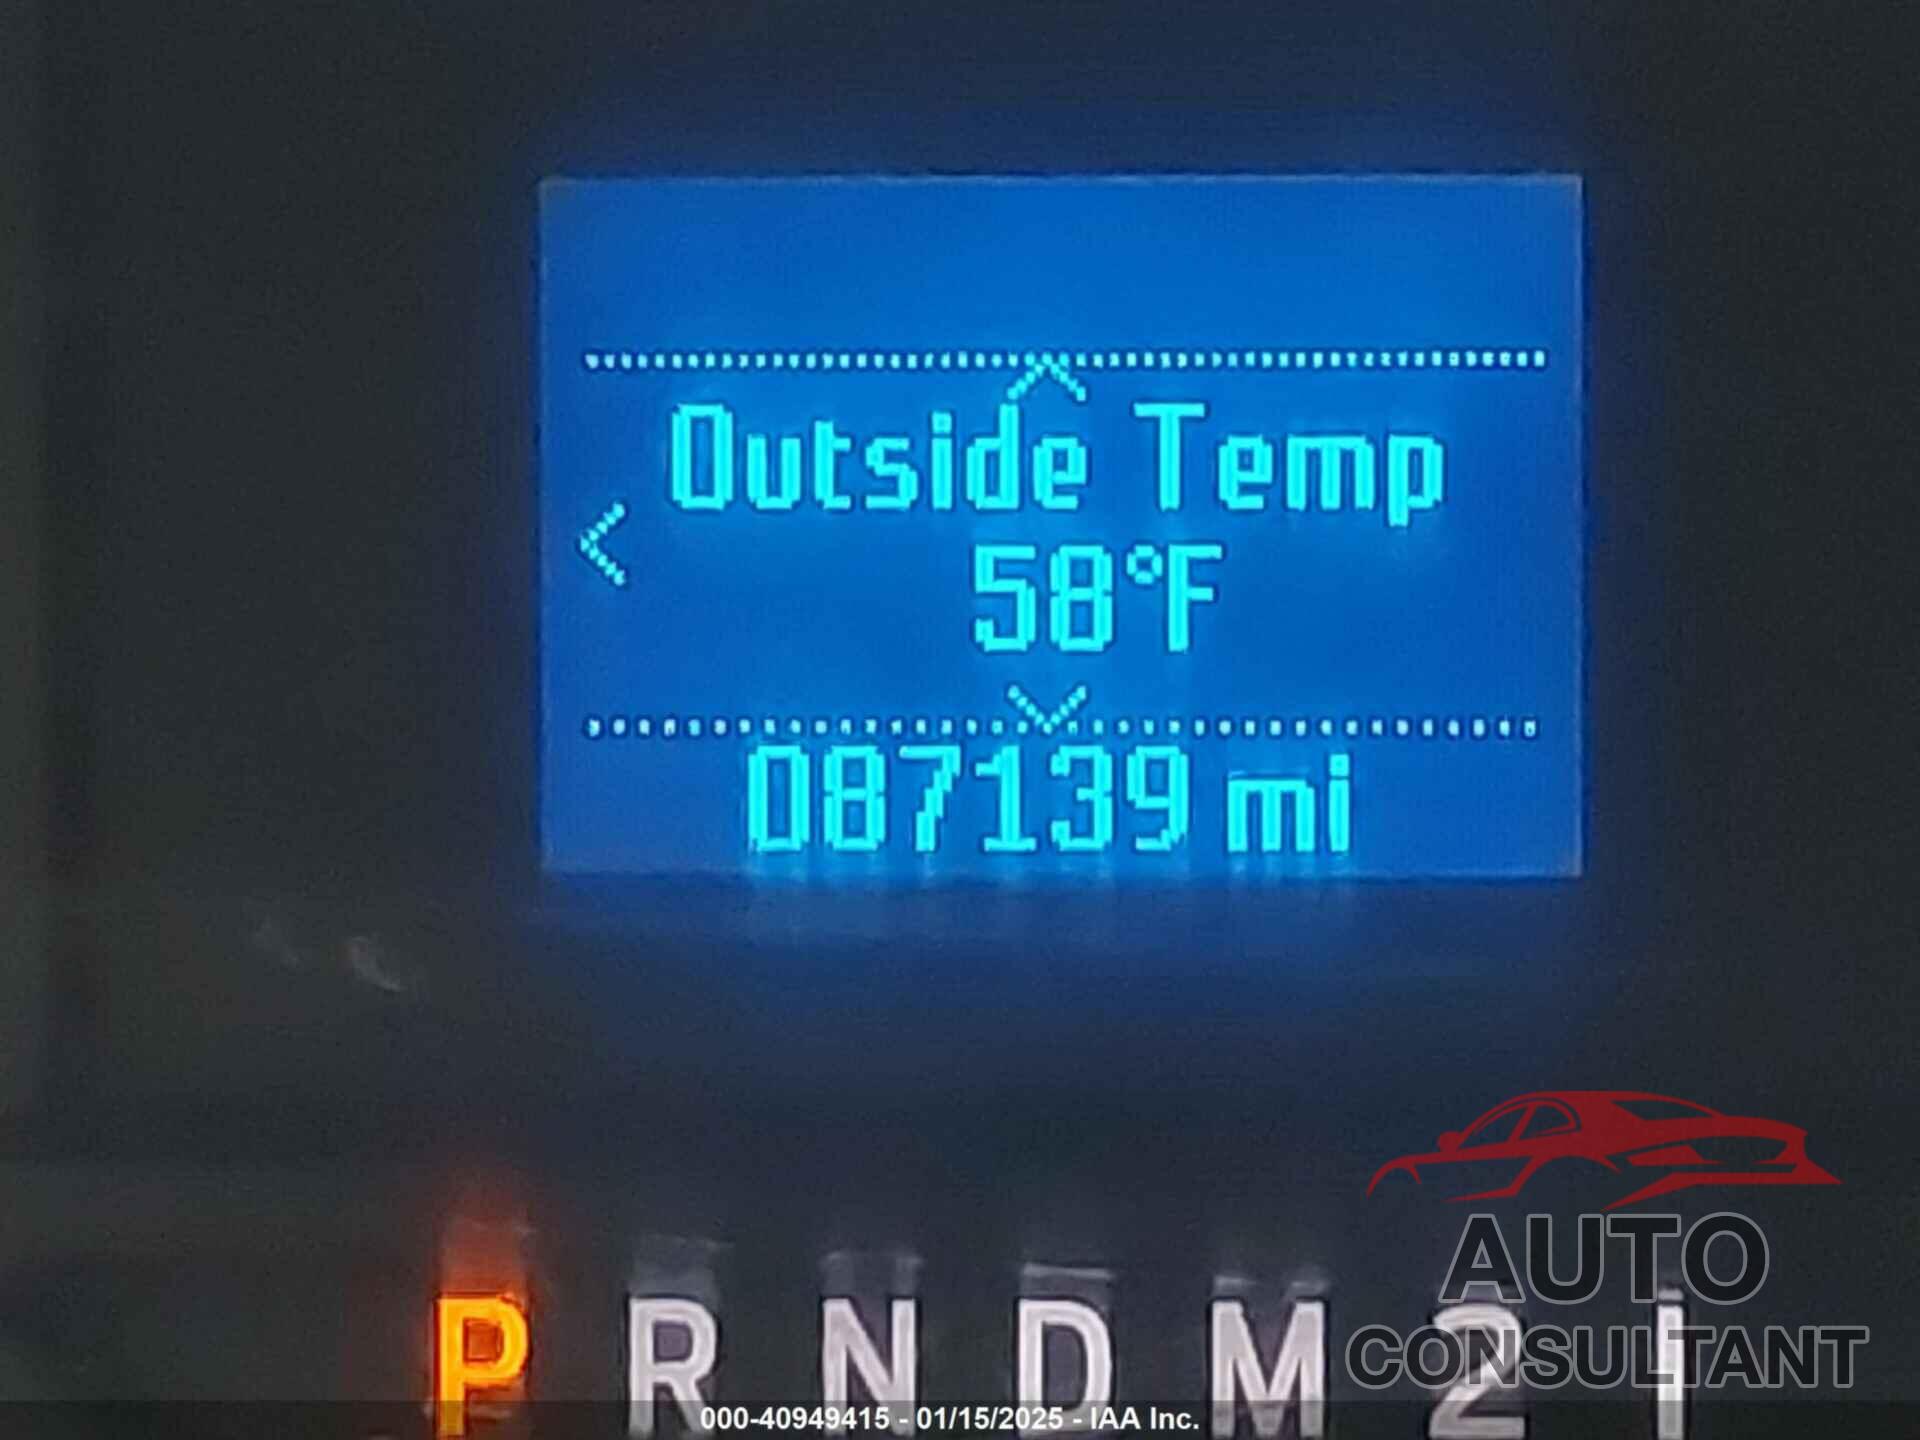 Outside Temp
58°F
087139 mi
P R N D M 2 1
AUTO
CONSULTANT
000-40949415 - 01/15/2025 - IAA Inc.